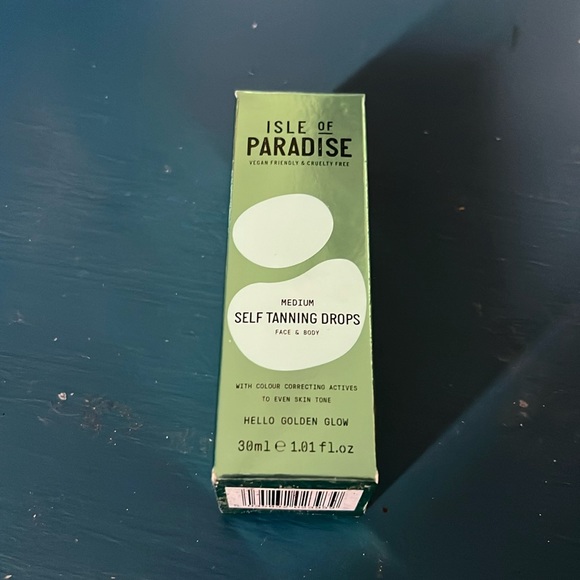 ISLE OF
PARADISE
VEGAN FRIENDLY & CRUELTY FREE
MEDIUM
SELF TANNING DROPS
FACE & BODY
WITH COLOUR CORRECTING ACTIVES
TO EVEN SKIN TONE
HELLO GOLDEN GLOW
30ml ℮ 1.01 fl.oz